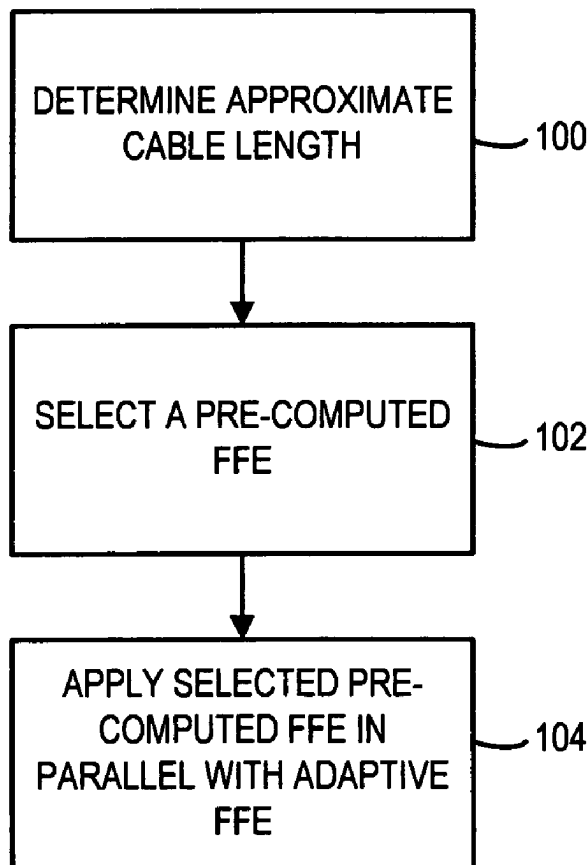 DETERMINE APPROXIMATE
CABLE LENGTH
100
SELECT A PRE-COMPUTED
FFE
102
APPLY SELECTED PRE-
COMPUTED FFE IN
PARALLEL WITH ADAPTIVE
FFE
104